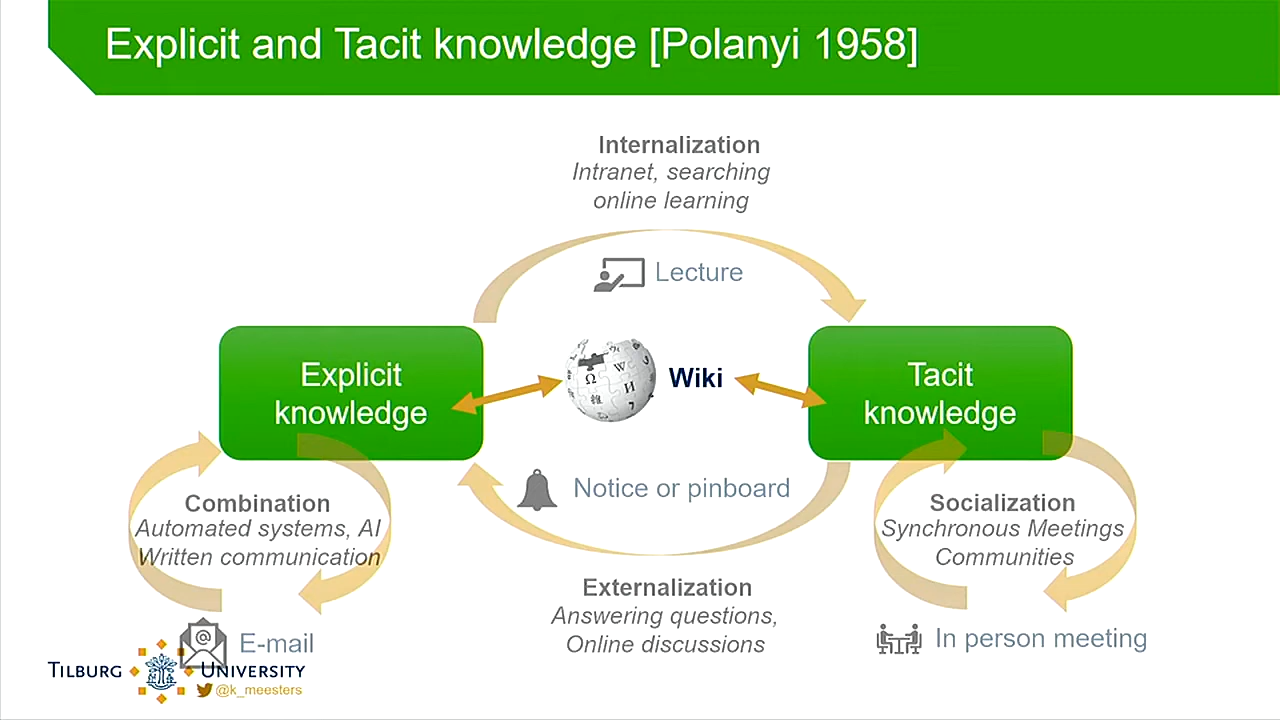 Explicit and Tacit knowledge [Polanyi 1958]
Internalization
Intranet, searching
online learning
Lecture
Explicit
knowledge
Wiki
Tacit
knowledge
Notice or pinboard
Combination
Automated systems, AI
Written communication
Socialization
Synchronous Meetings
Communities
Externalization
Answering questions,
Online discussions
E-mail
In person meeting
TILBURG UNIVERSITY
@k_meesters